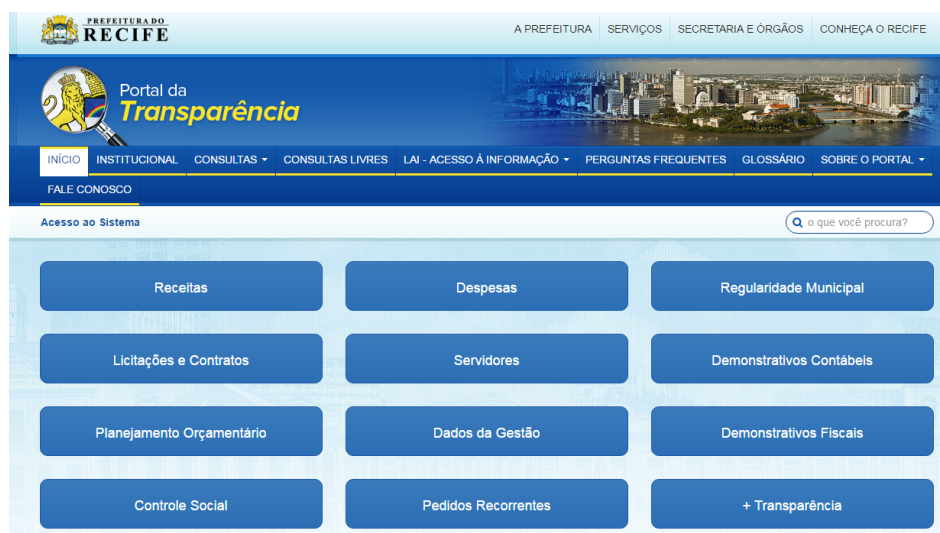 PREFEITURA DO
RECIFE
A PREFEITURA SERVIÇOS SECRETARIA E ÓRGÃOS CONHEÇA O RECIFE
Portal da
Transparência
INÍCIO INSTITUCIONAL CONSULTAS CONSULTAS LIVRES LAI - ACESSO À INFORMAÇÃO PERGUNTAS FREQUENTES GLOSSÁRIO SOBRE O PORTAL
FALE CONOSCO
Acesso ao Sistema o que você procura?
Receitas Despesas Regularidade Municipal
Licitações e Contratos Servidores Demonstrativos Contábeis
Planejamento Orçamentário Dados da Gestão Demonstrativos Fiscais
Controle Social Pedidos Recorrentes + Transparência